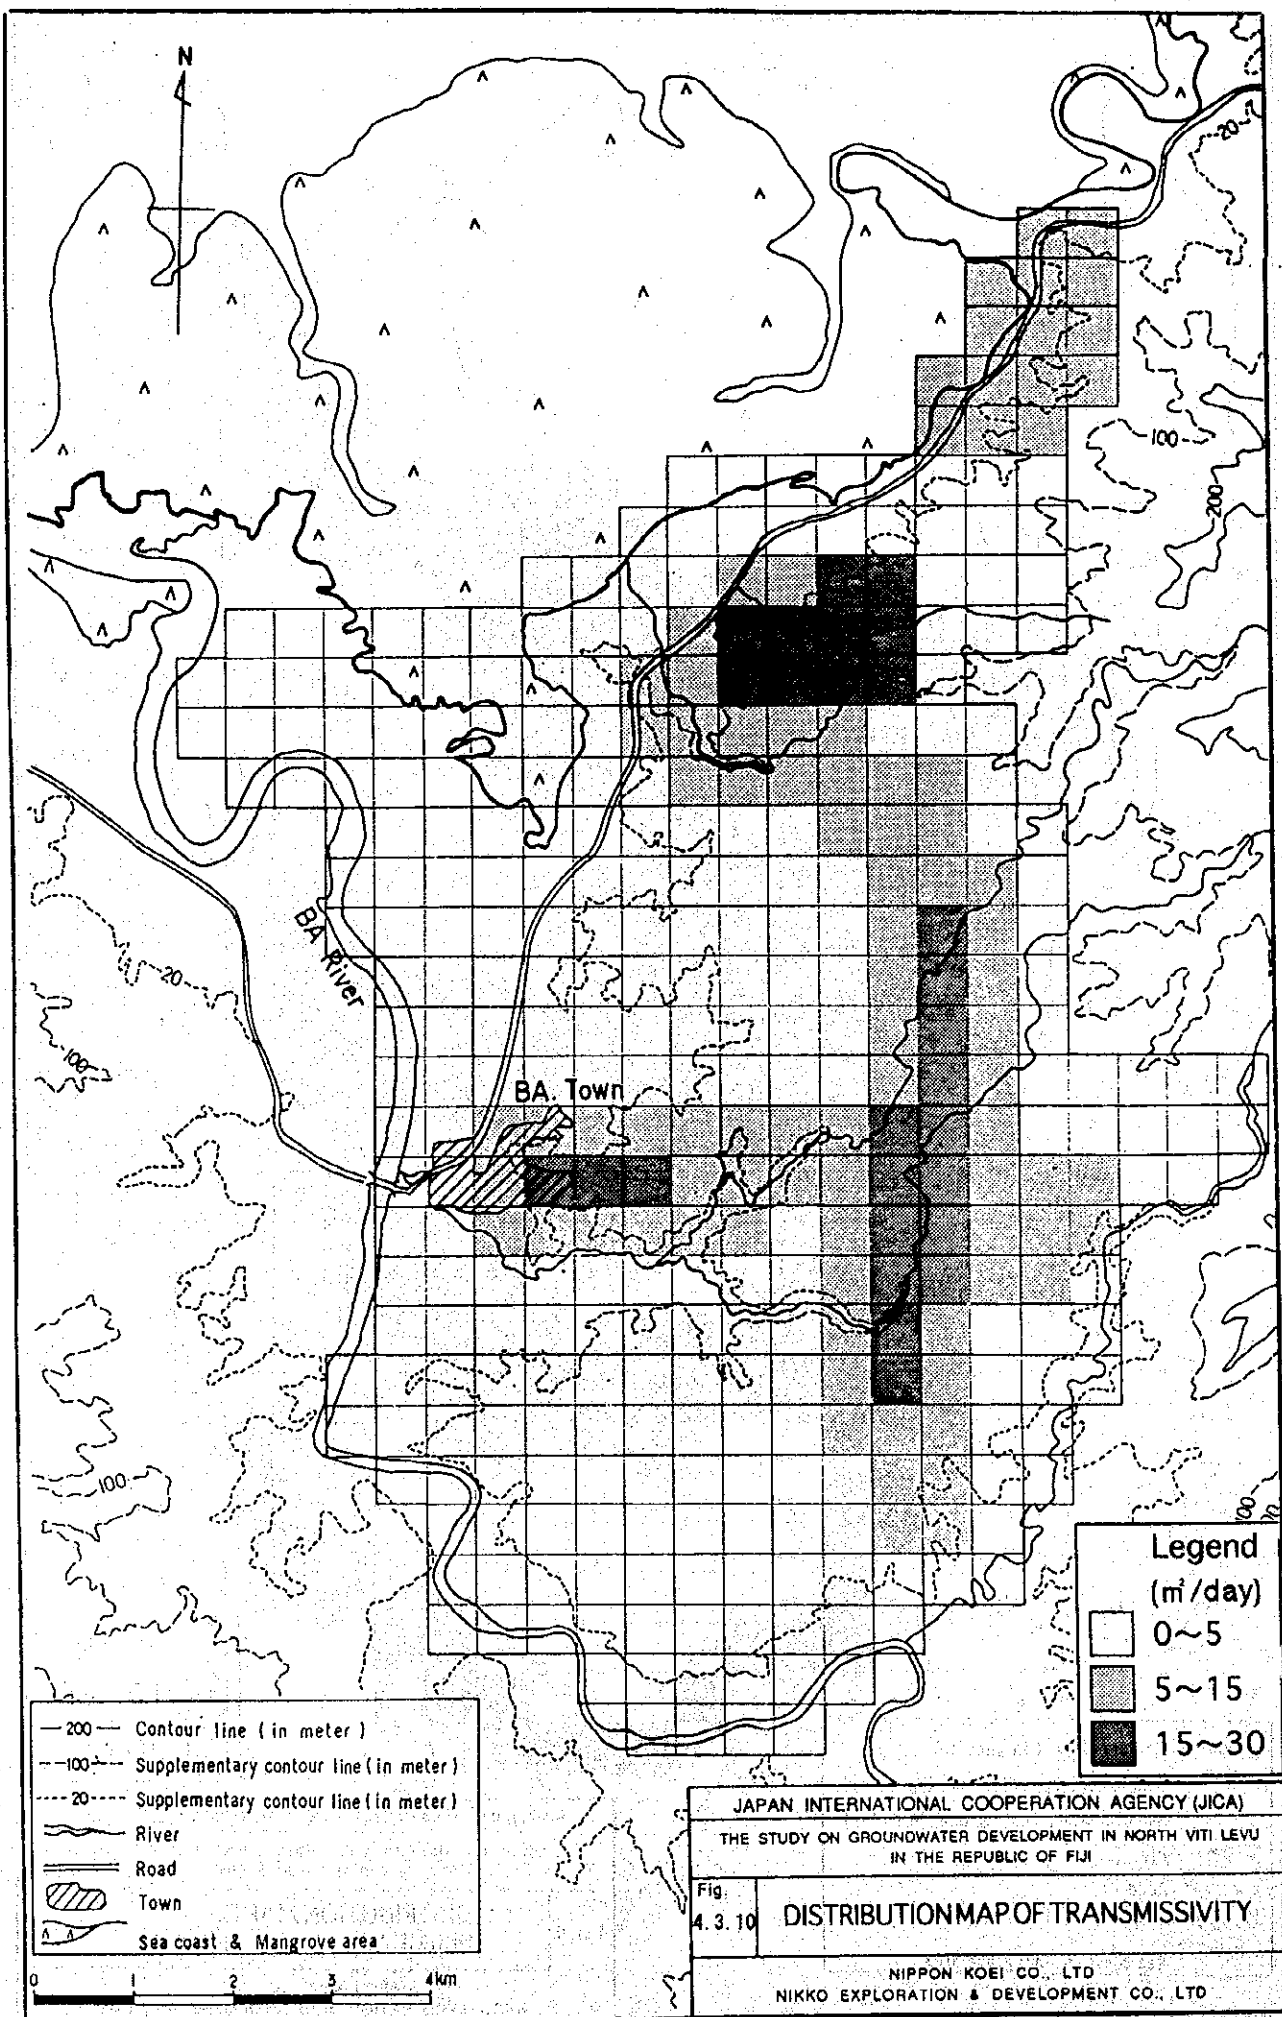 N
20
100
200
BA River
20
100
BA. Town
100
100
20
Legend
(m²/day)
0~5
5~15
15~30
—200— Contour line (in meter)
--100-- Supplementary contour line (in meter)
---20--- Supplementary contour line (in meter)
River
Road
Town
Sea coast & Mangrove area
0 1 2 3 4km
JAPAN INTERNATIONAL COOPERATION AGENCY (JICA)
THE STUDY ON GROUNDWATER DEVELOPMENT IN NORTH VITI LEVU
IN THE REPUBLIC OF FIJI
Fig.
4.3.10
DISTRIBUTION MAP OF TRANSMISSIVITY
NIPPON KOEI CO., LTD
NIKKO EXPLORATION & DEVELOPMENT CO., LTD